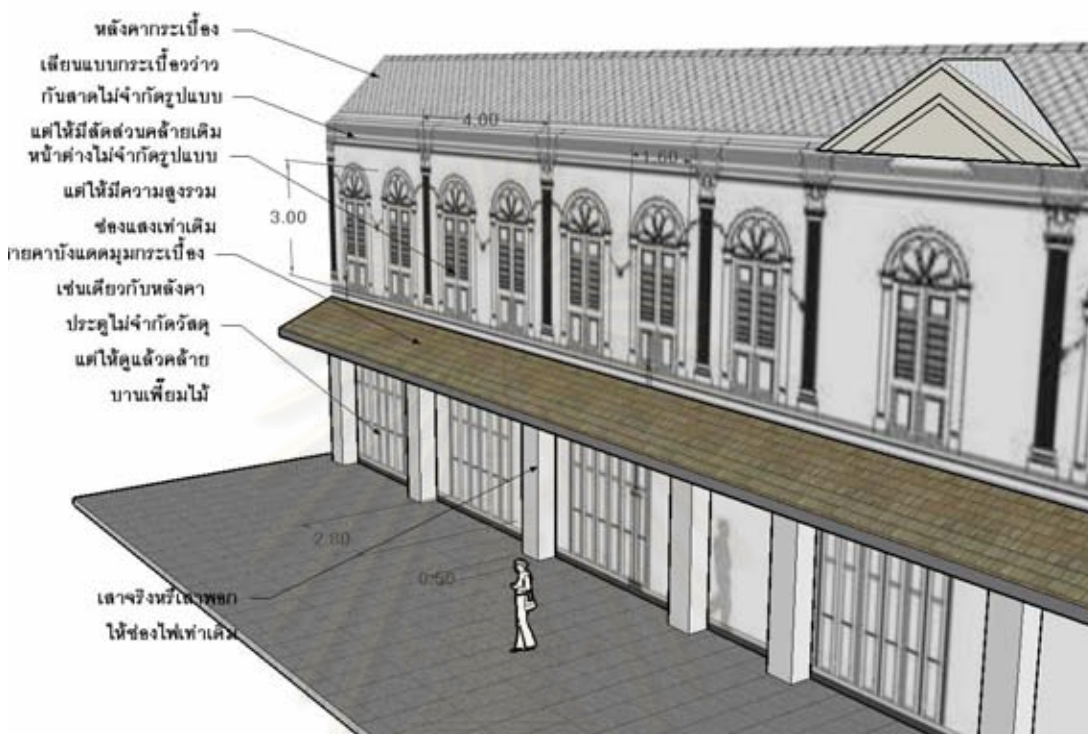 หลังคากระเบื้อง
เลียนแบบกระเบื้องว่าว
กันสาดไม่จำกัดรูปแบบ
แต่ให้มีสัดส่วนคล้ายเดิม
หน้าต่างไม่จำกัดรูปแบบ
แต่ให้มีความสูงรวม
ช่องแสงเท่าเดิม
ายคาบังแดดมุมกระเบื้อง
เช่นเดียวกับหลังคา
ประตูไม่จำกัดวัสดุ
แต่ให้ดูแล้วคล้าย
บานเฟี้ยมไม้
เสาจริงหรือเสาหลอก
ให้ช่องไฟเท่าเดิม
4.00
1.60
3.00
2.80
0.50